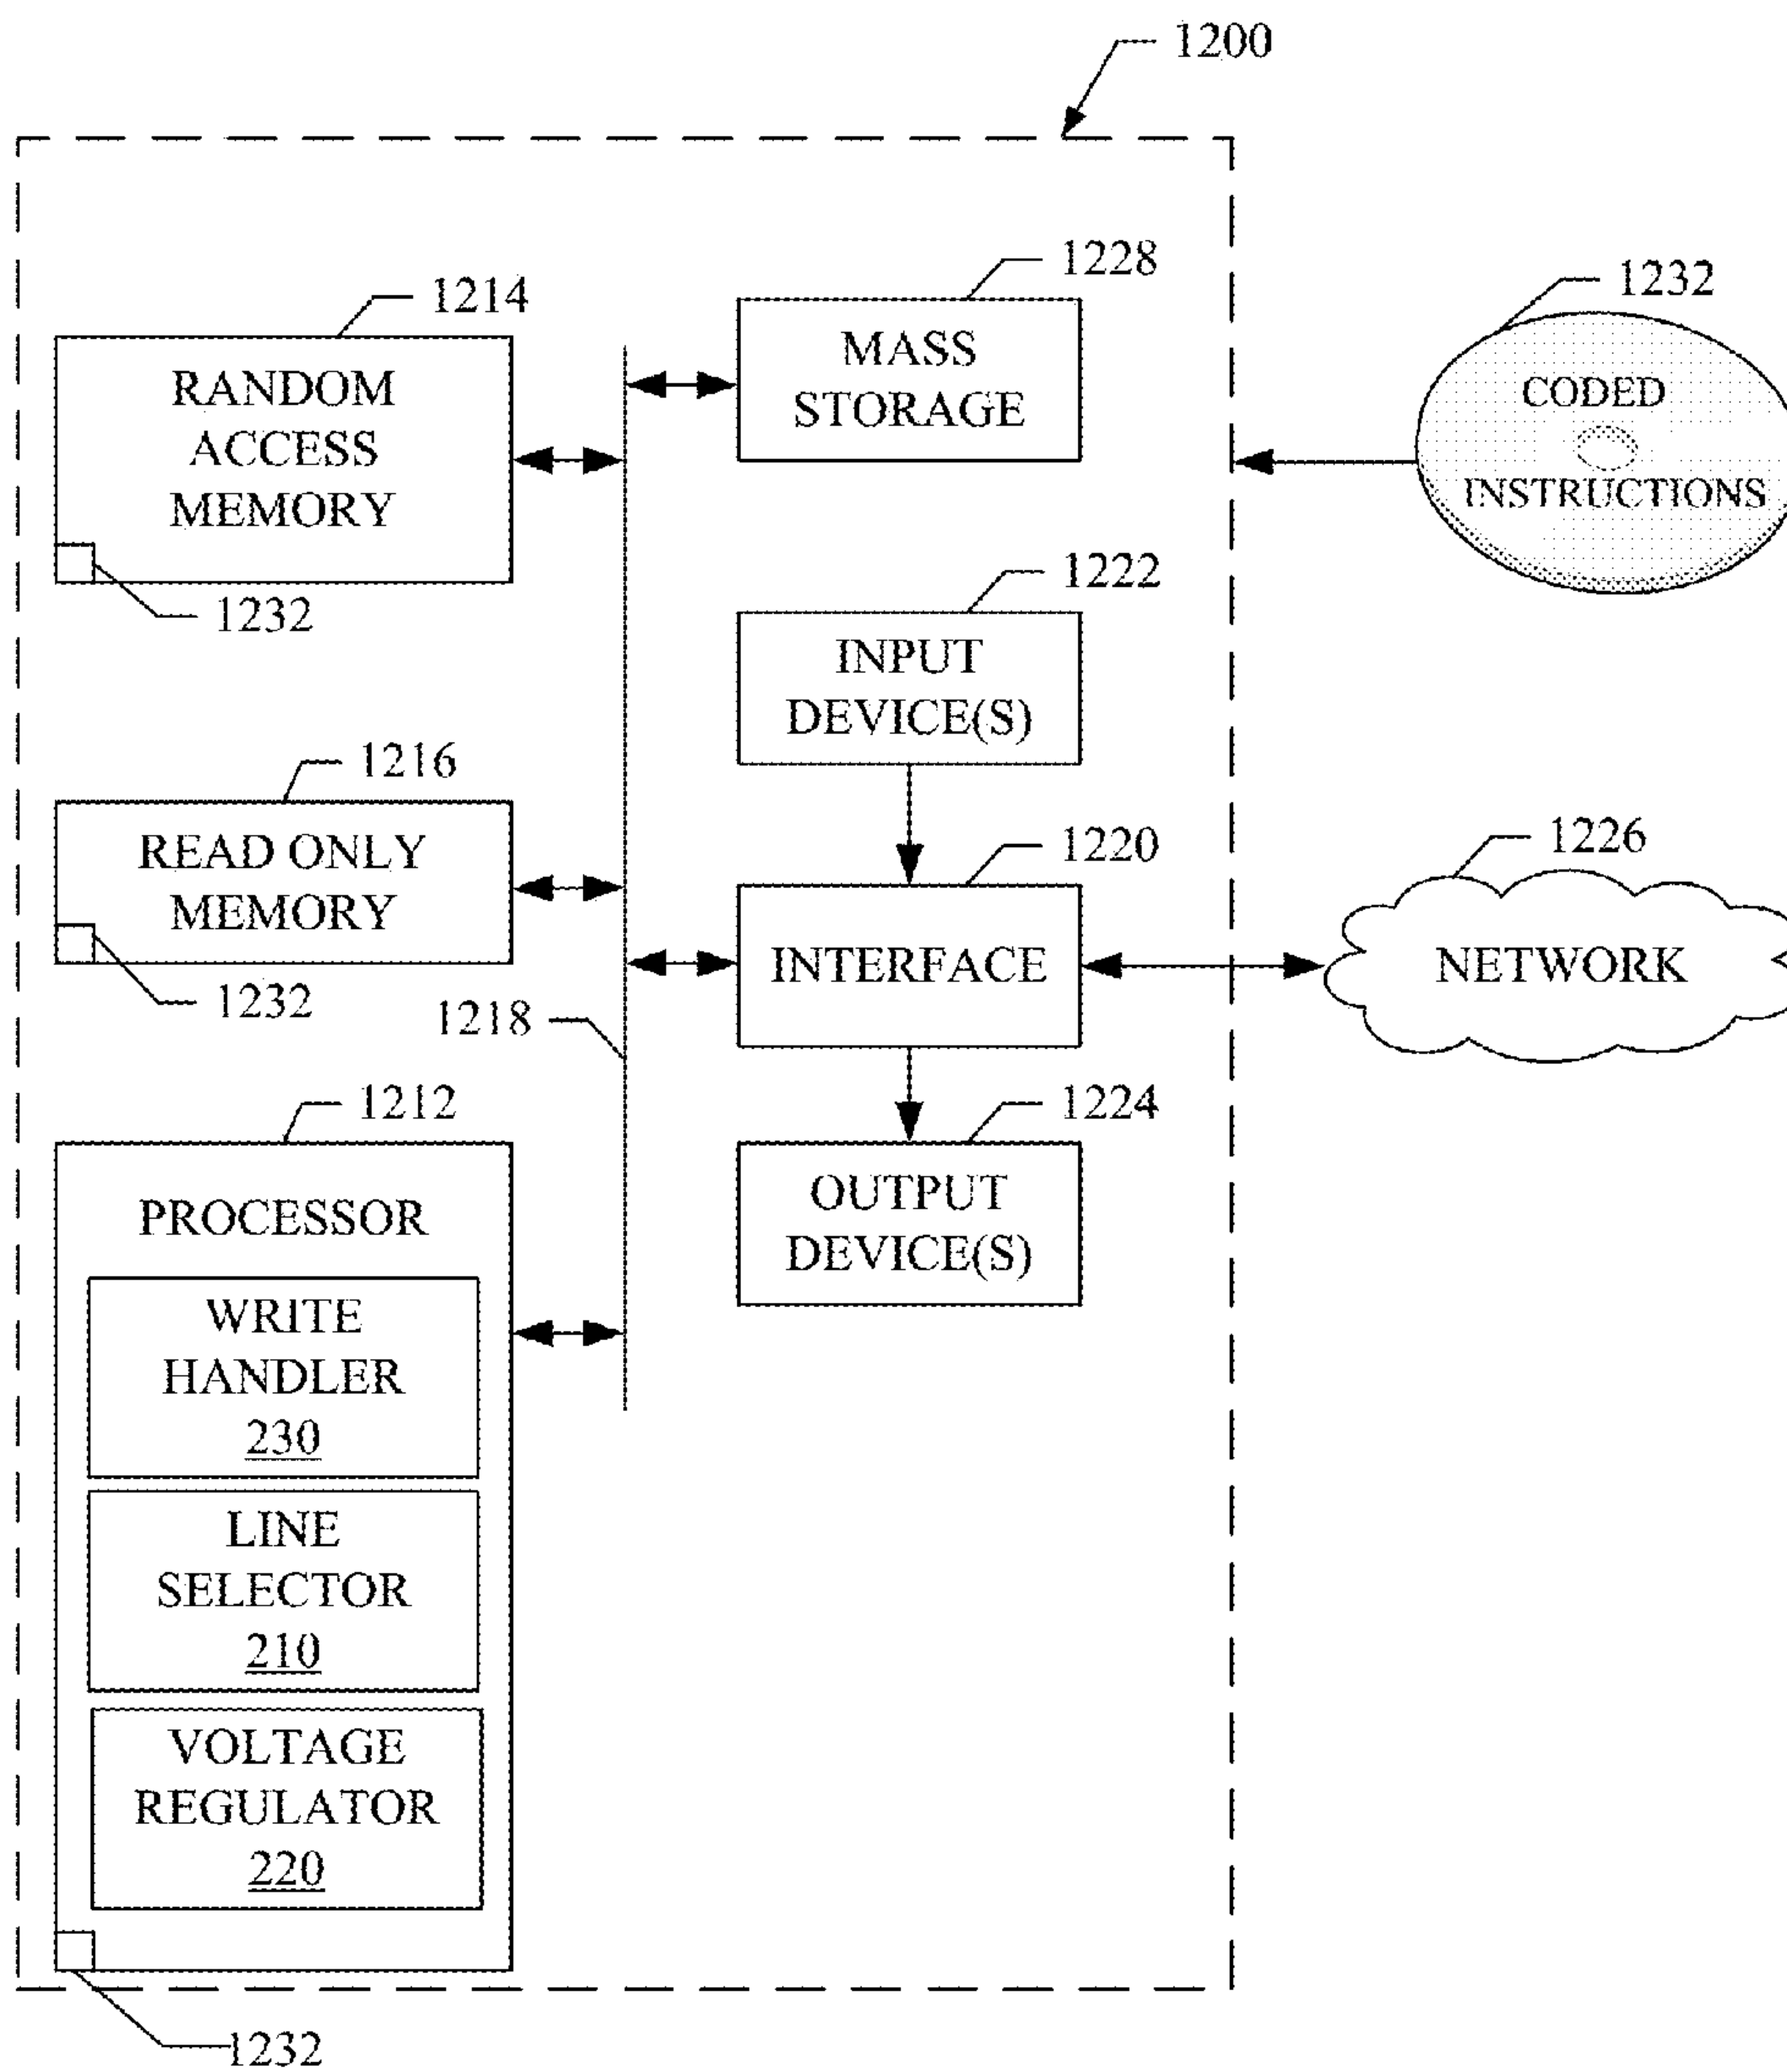 1200
1228
1214
1232
MASS
STORAGE
RANDOM
ACCESS
MEMORY
CODED
INSTRUCTIONS
1232
1222
INPUT
DEVICE(S)
1216
READ ONLY
MEMORY
1232
1220
INTERFACE
1226
NETWORK
1218
1212
1224
OUTPUT
DEVICE(S)
PROCESSOR
WRITE
HANDLER
230
LINE
SELECTOR
210
VOLTAGE
REGULATOR
220
1232